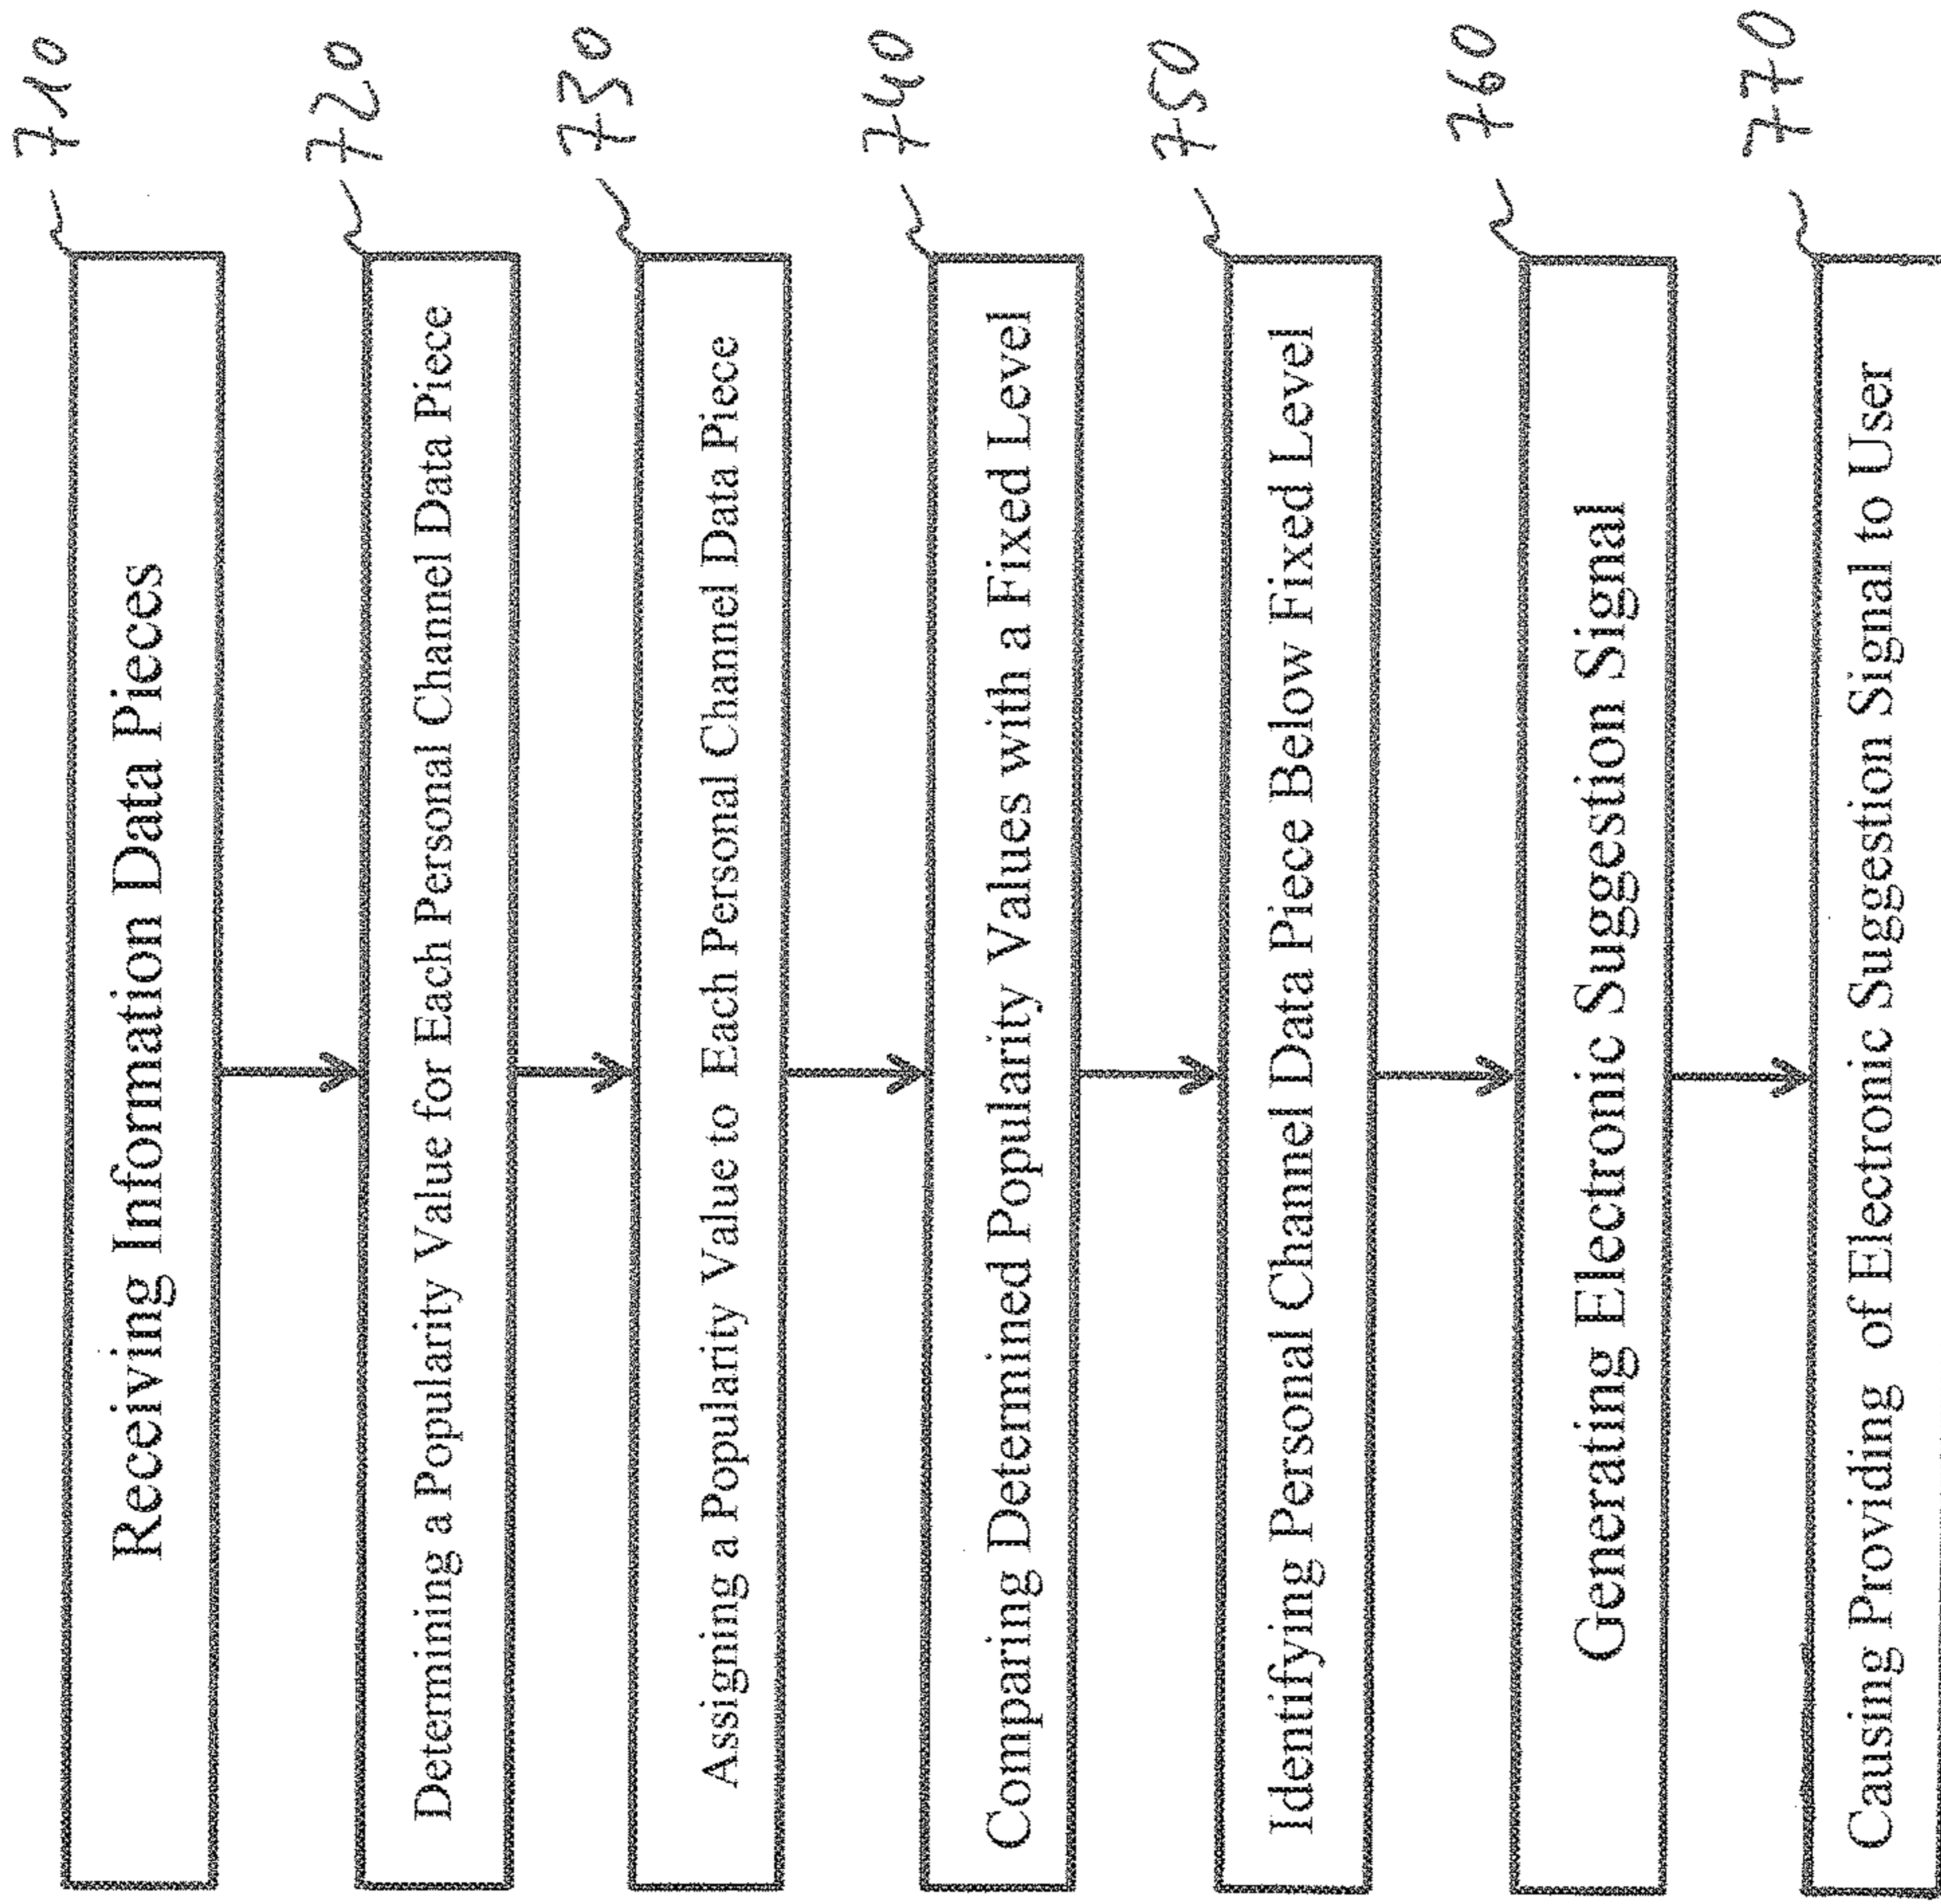 Receiving Information Data Pieces
710
Determining a Popularity Value for Each Personal Channel Data Piece
720
Assigning a Popularity Value to Each Personal Channel Data Piece
730
Comparing Determined Popularity Values with a Fixed Level
740
Identifying Personal Channel Data Piece Below Fixed Level
750
Generating Electronic Suggestion Signal
760
Causing Providing of Electronic Suggestion Signal to User
770